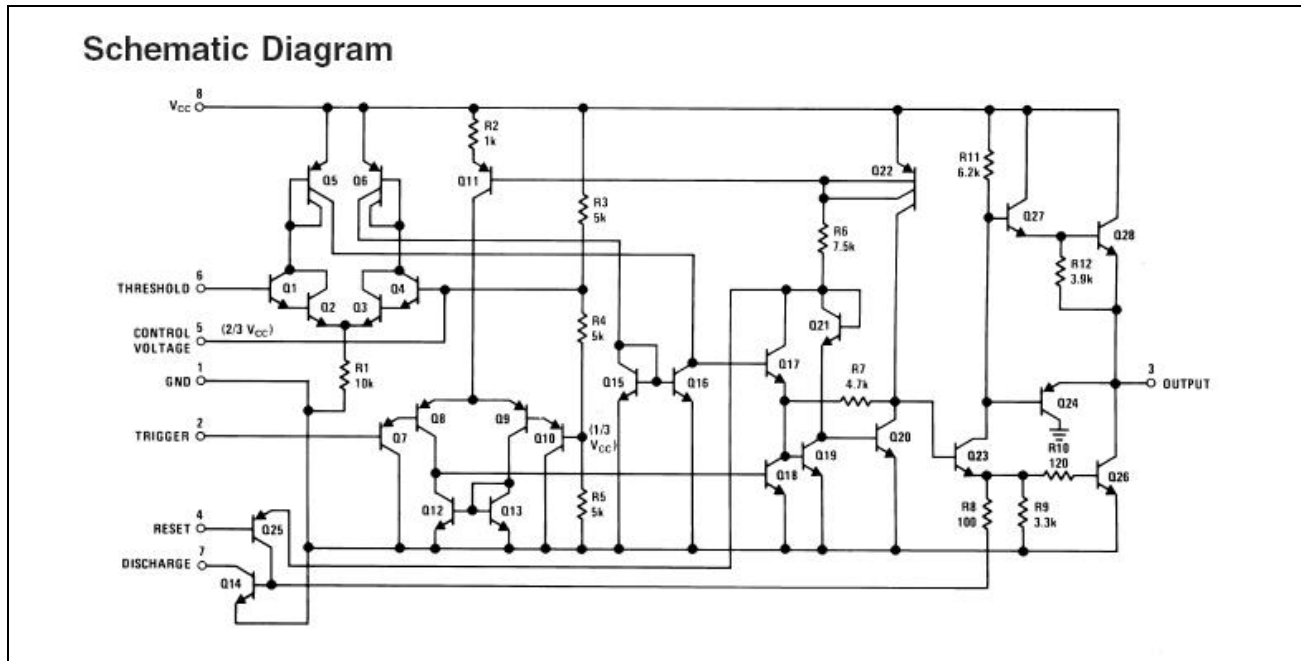 Schematic Diagram
8
VCC
R2
1k
R11
6.2k
Q5
Q6
Q11
Q22
R3
5k
Q27
Q28
R6
7.5k
R12
3.9k
6
THRESHOLD
Q1
Q2
Q3
Q4
CONTROL 5 (2/3 VCC)
VOLTAGE
R4
5k
Q21
1
GND
R1
10k
Q15
Q16
Q17
R7
4.7k
3
OUTPUT
Q24
2
TRIGGER
Q7
Q8
Q9
Q10
(1/3
VCC)
Q18
Q19
Q20
Q23
R10
120
Q26
R5
5k
Q12
Q13
R8
100
R9
3.3k
4
RESET
Q25
7
DISCHARGE
Q14